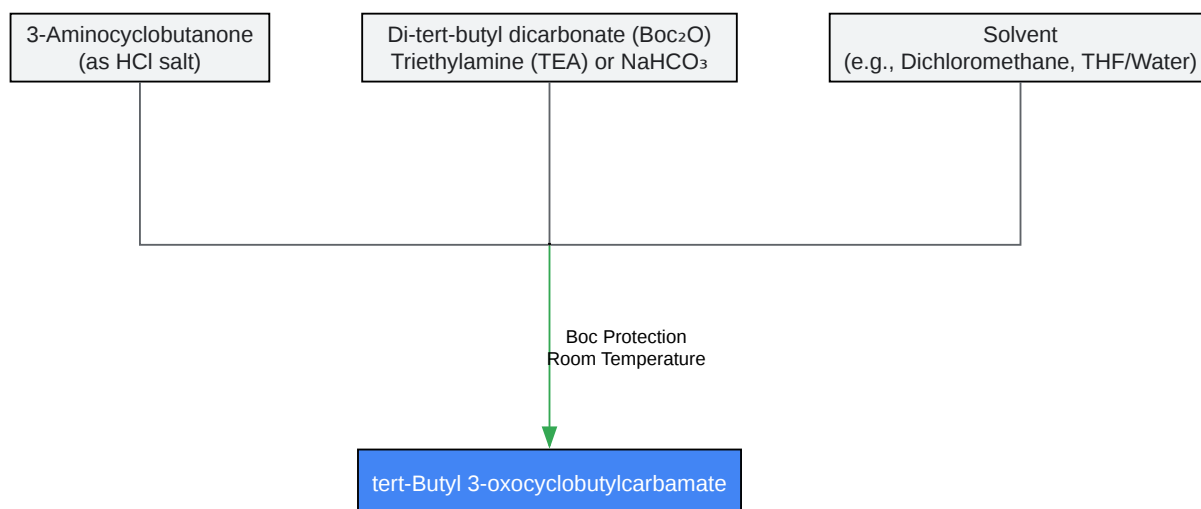 3-Aminocyclobutanone
(as HCl salt)
Di-tert-butyl dicarbonate (Boc₂O)
Triethylamine (TEA) or NaHCO₃
Solvent
(e.g., Dichloromethane, THF/Water)
Boc Protection
Room Temperature
tert-Butyl 3-oxocyclobutylcarbamate